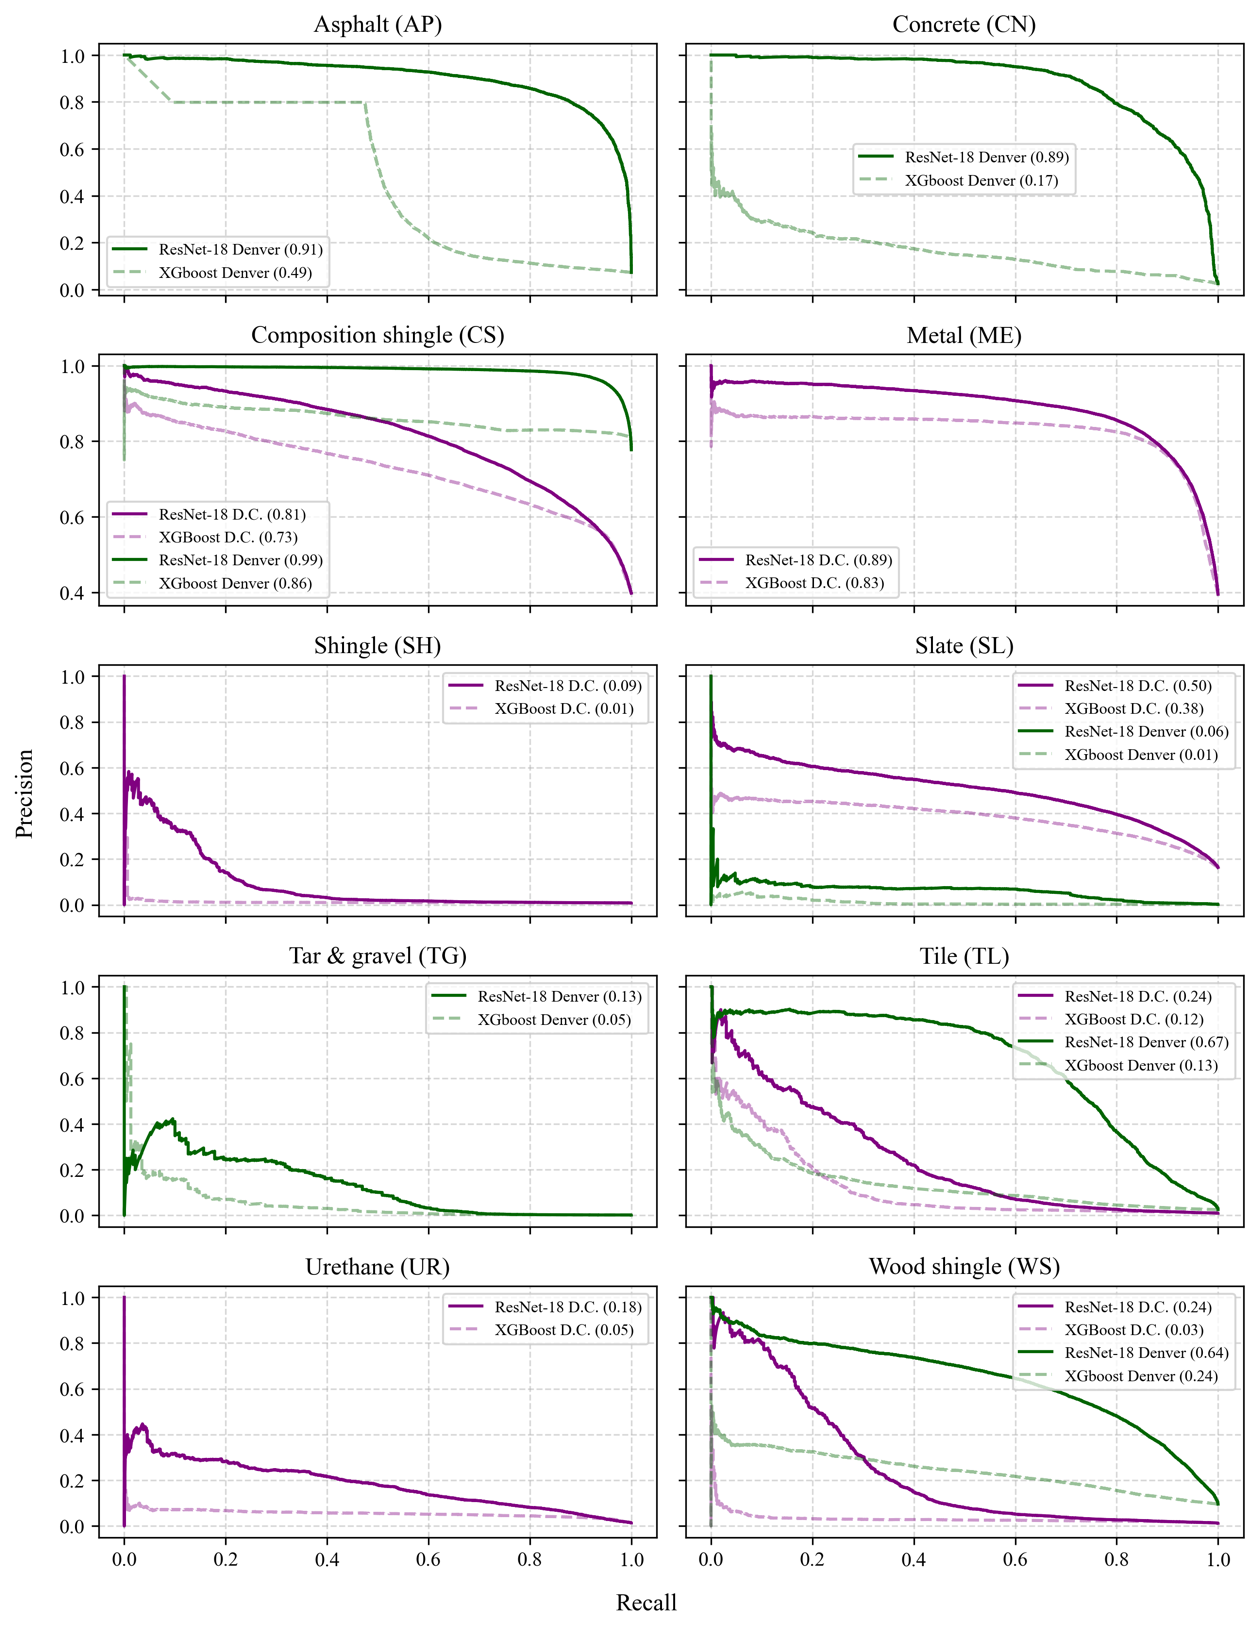 Asphalt (AP)
1.0
0.8
0.6
0.4
0.2
0.0
ResNet-18 Denver (0.91)
XGboost Denver (0.49)
Concrete (CN)
ResNet-18 Denver (0.89)
XGboost Denver (0.17)
Composition shingle (CS)
1.0
0.8
0.6
0.4
ResNet-18 D.C. (0.81)
XGBoost D.C. (0.73)
ResNet-18 Denver (0.99)
XGboost Denver (0.86)
Metal (ME)
ResNet-18 D.C. (0.89)
XGBoost D.C. (0.83)
Precision
Shingle (SH)
1.0
0.8
0.6
0.4
0.2
0.0
ResNet-18 D.C. (0.09)
XGBoost D.C. (0.01)
Slate (SL)
ResNet-18 D.C. (0.50)
XGBoost D.C. (0.38)
ResNet-18 Denver (0.06)
XGboost Denver (0.01)
Tar & gravel (TG)
1.0
0.8
0.6
0.4
0.2
0.0
ResNet-18 Denver (0.13)
XGboost Denver (0.05)
Tile (TL)
ResNet-18 D.C. (0.24)
XGBoost D.C. (0.12)
ResNet-18 Denver (0.67)
XGboost Denver (0.13)
Urethane (UR)
1.0
0.8
0.6
0.4
0.2
0.0
ResNet-18 D.C. (0.18)
XGBoost D.C. (0.05)
0.0 0.2 0.4 0.6 0.8 1.0
Wood shingle (WS)
ResNet-18 D.C. (0.24)
XGBoost D.C. (0.03)
ResNet-18 Denver (0.64)
XGboost Denver (0.24)
0.0 0.2 0.4 0.6 0.8 1.0
Recall